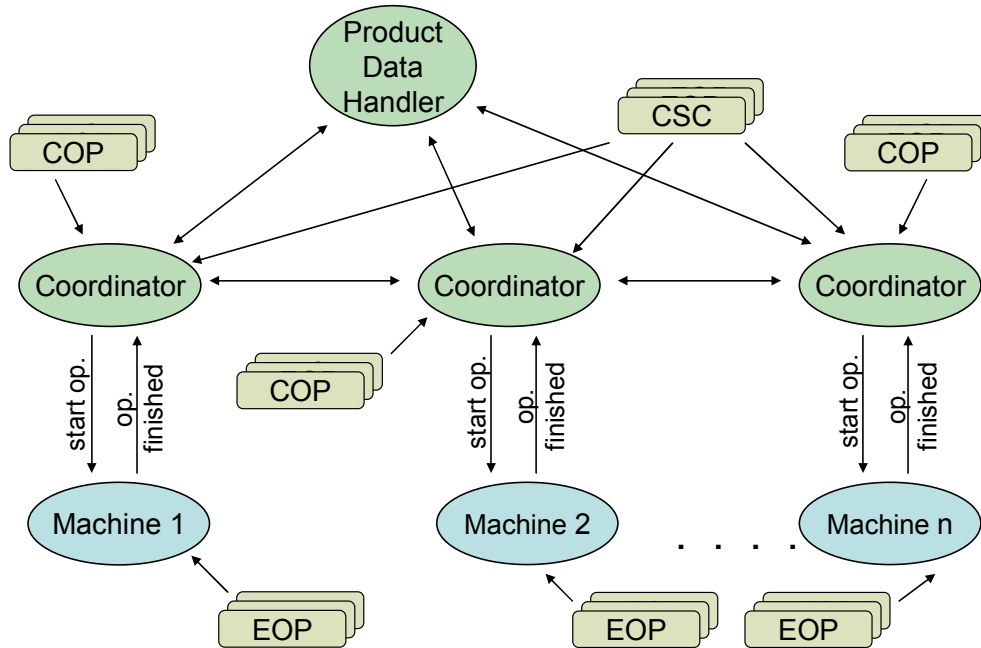 Product
Data
Handler
CSC
COP
COP
Coordinator
Coordinator
Coordinator
COP
start op.
op.
finished
start op.
op.
finished
start op.
op.
finished
Machine 1
Machine 2
. . . .
Machine n
EOP
EOP
EOP